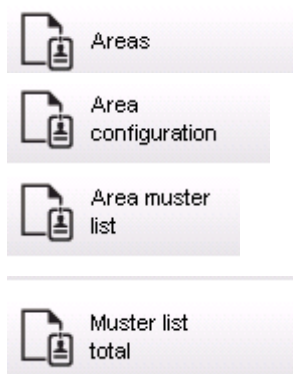 Areas
Area
configuration
Area muster
list
Muster list
total